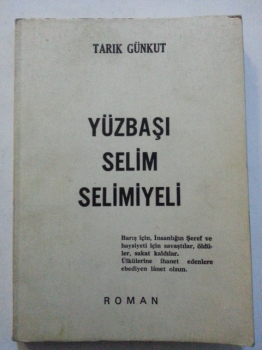 TARIK GÜNKUT
YÜZBAŞI
SELİM
SELİMİYELİ
Barış için, İnsanlığın Şeref ve
haysiyeti için savaştılar, öldü-
ler, sakat kaldılar.
Ülkülerine ihanet edenlere
ebediyen lânet olsun.
ROMAN